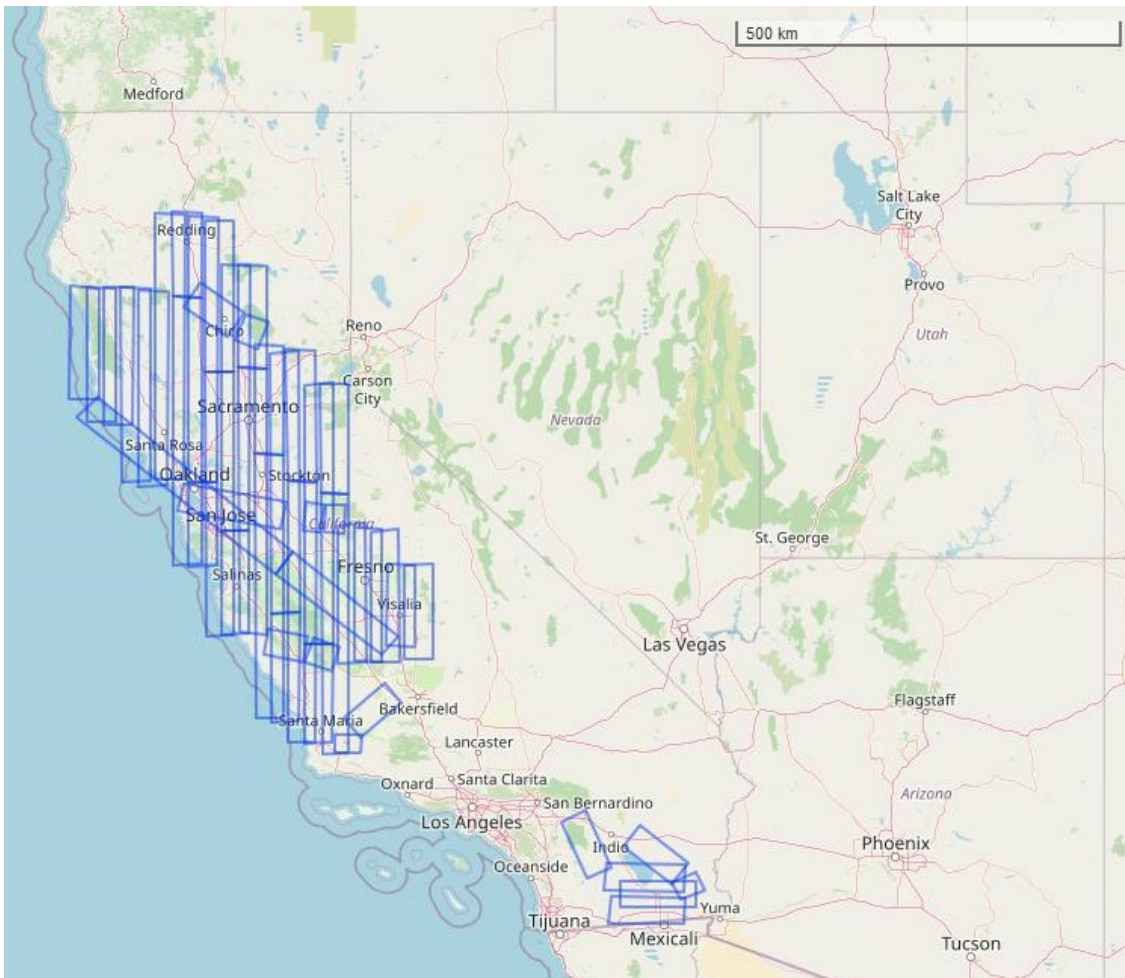 500 km
Medford
Salt Lake
City
Redding
Provo
Chico
Reno
Utah
Carson
City
Sacramento
Nevada
Santa Rosa
Oakland
Stockton
San Jose
California
St. George
Salinas
Fresno
Visalia
Las Vegas
Flagstaff
Bakersfield
Santa Maria
Lancaster
Oxnard
Santa Clarita
San Bernardino
Arizona
Los Angeles
Indio
Phoenix
Oceanside
Yuma
Tijuana
Mexicali
Tucson